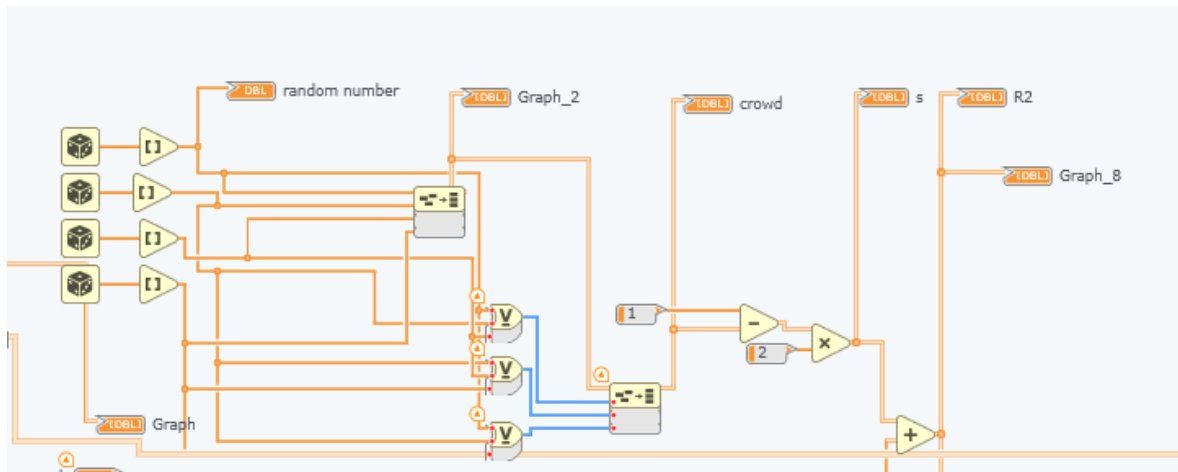 DBL random number
[DBL] Graph_2
[DBL] crowd
[DBL] s
[DBL] R2
[]
[]
[DBL] Graph_8
[]
[]
V
1
2
V
[DBL] Graph
V